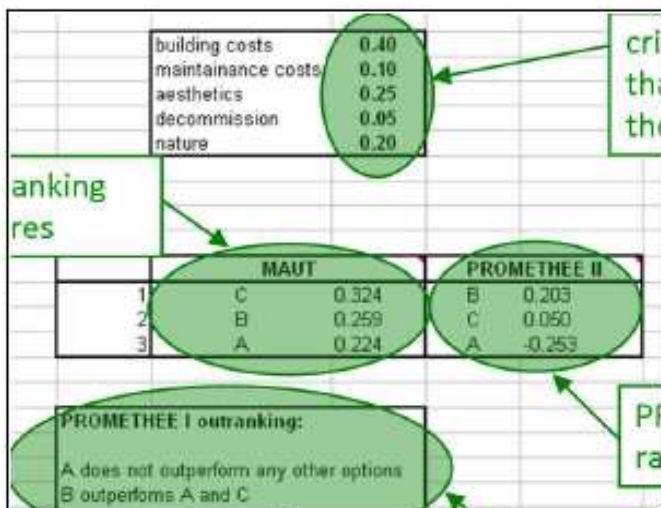 building costs 0.40
maintainance costs 0.10
aesthetics 0.25
decommission 0.05
nature 0.20
cri
tha
the
anking
res
MAUT PROMETHEE II
1 C 0.324 B 0.203
2 B 0.259 C 0.050
3 A 0.224 A -0.253
PROMETHEE I outranking:
A does not outperform any other options
B outperfoms A and C
PR
ra